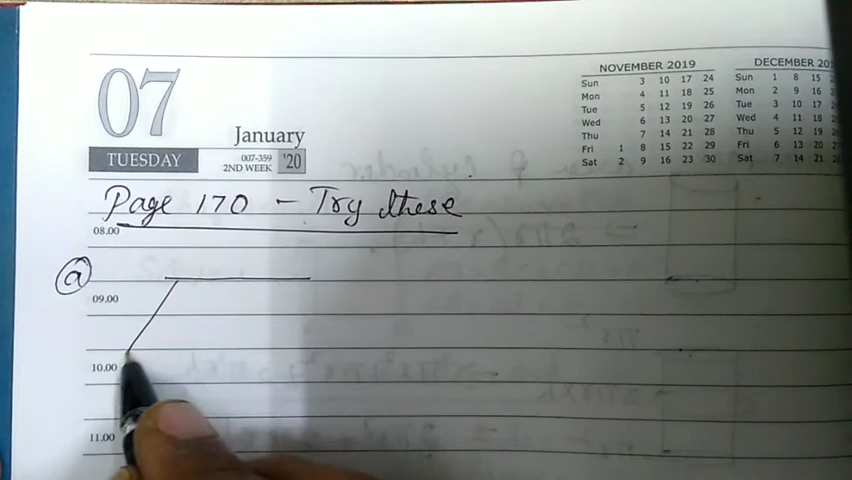 07
January
TUESDAY
007-359
2ND WEEK
'20
NOVEMBER 2019
Sun 3 10 17 24
Mon 4 11 18 25
Tue 5 12 19 26
Wed 6 13 20 27
Thu 7 14 21 28
Fri 1 8 15 22 29
Sat 2 9 16 23 30
DECEMBER
Sun 1 8 15
Mon 2 9 16
Tue 3 10 17
Wed 4 11 18
Thu 5 12 19
Fri 6 13 20
Sat 7 14 21
Page 170 - Try these
08.00
a
09.00
10.00
11.00